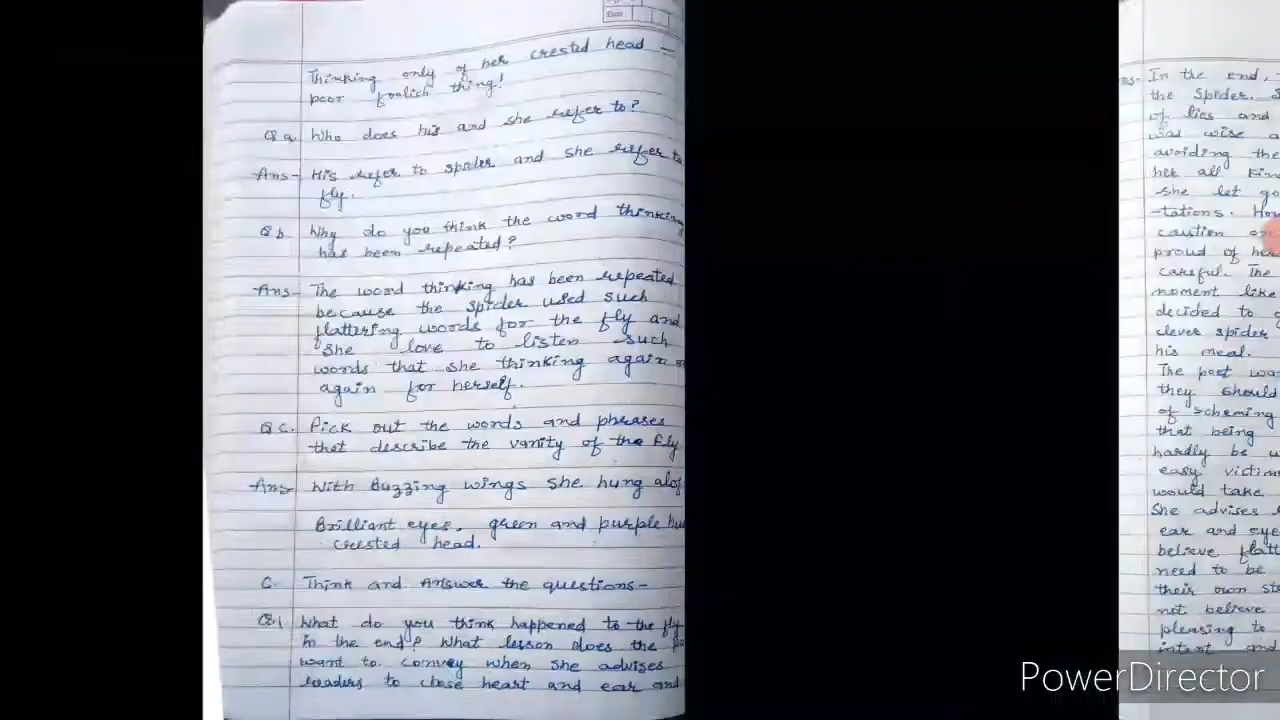 Date
Thinking only of her crested head —
poor foolish thing!
Q a. Who does his and she refer to?
Ans- His refer to spider and she refer to
fly.
Q b. Why do you think the word thinking
has been repeated?
Ans- The word thinking has been repeated
because the spider used such
flattering words for the fly and
she love to listen such
words that she thinking again
again for herself.
Q c. Pick out the words and phrases
that describe the vanity of the fly
Ans- With Buzzing wings she hung
Brilliant eyes, green and purple
crested head.
C. Think and Answer the questions-
Q.1 What do you think happened to the fly
in the end? What lesson does the
want to convey when she advises
readers to close heart and ear and
In the end,
the Spider.
of lies and
was wise
avoiding the
her all
she let
-tations.
caution
proud of
careful. The
moment like
decided to
clever spider
his meal.
The poet
they should
of scheming
that being
hardly be
easy
would take
She advises
ear and
believe
need to be
their own
not believe
pleasing to
intent and
PowerDirector